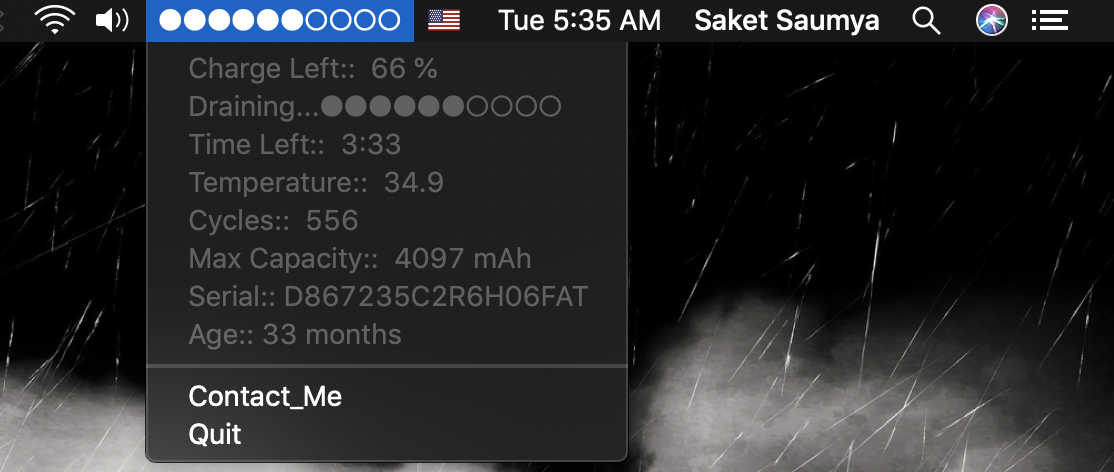 Tue 5:35 AM Saket Saumya
Charge Left:: 66 %
Draining...●●●●●●○○○○
Time Left:: 3:33
Temperature:: 34.9
Cycles:: 556
Max Capacity:: 4097 mAh
Serial:: D867235C2R6H06FAT
Age:: 33 months
Contact_Me
Quit